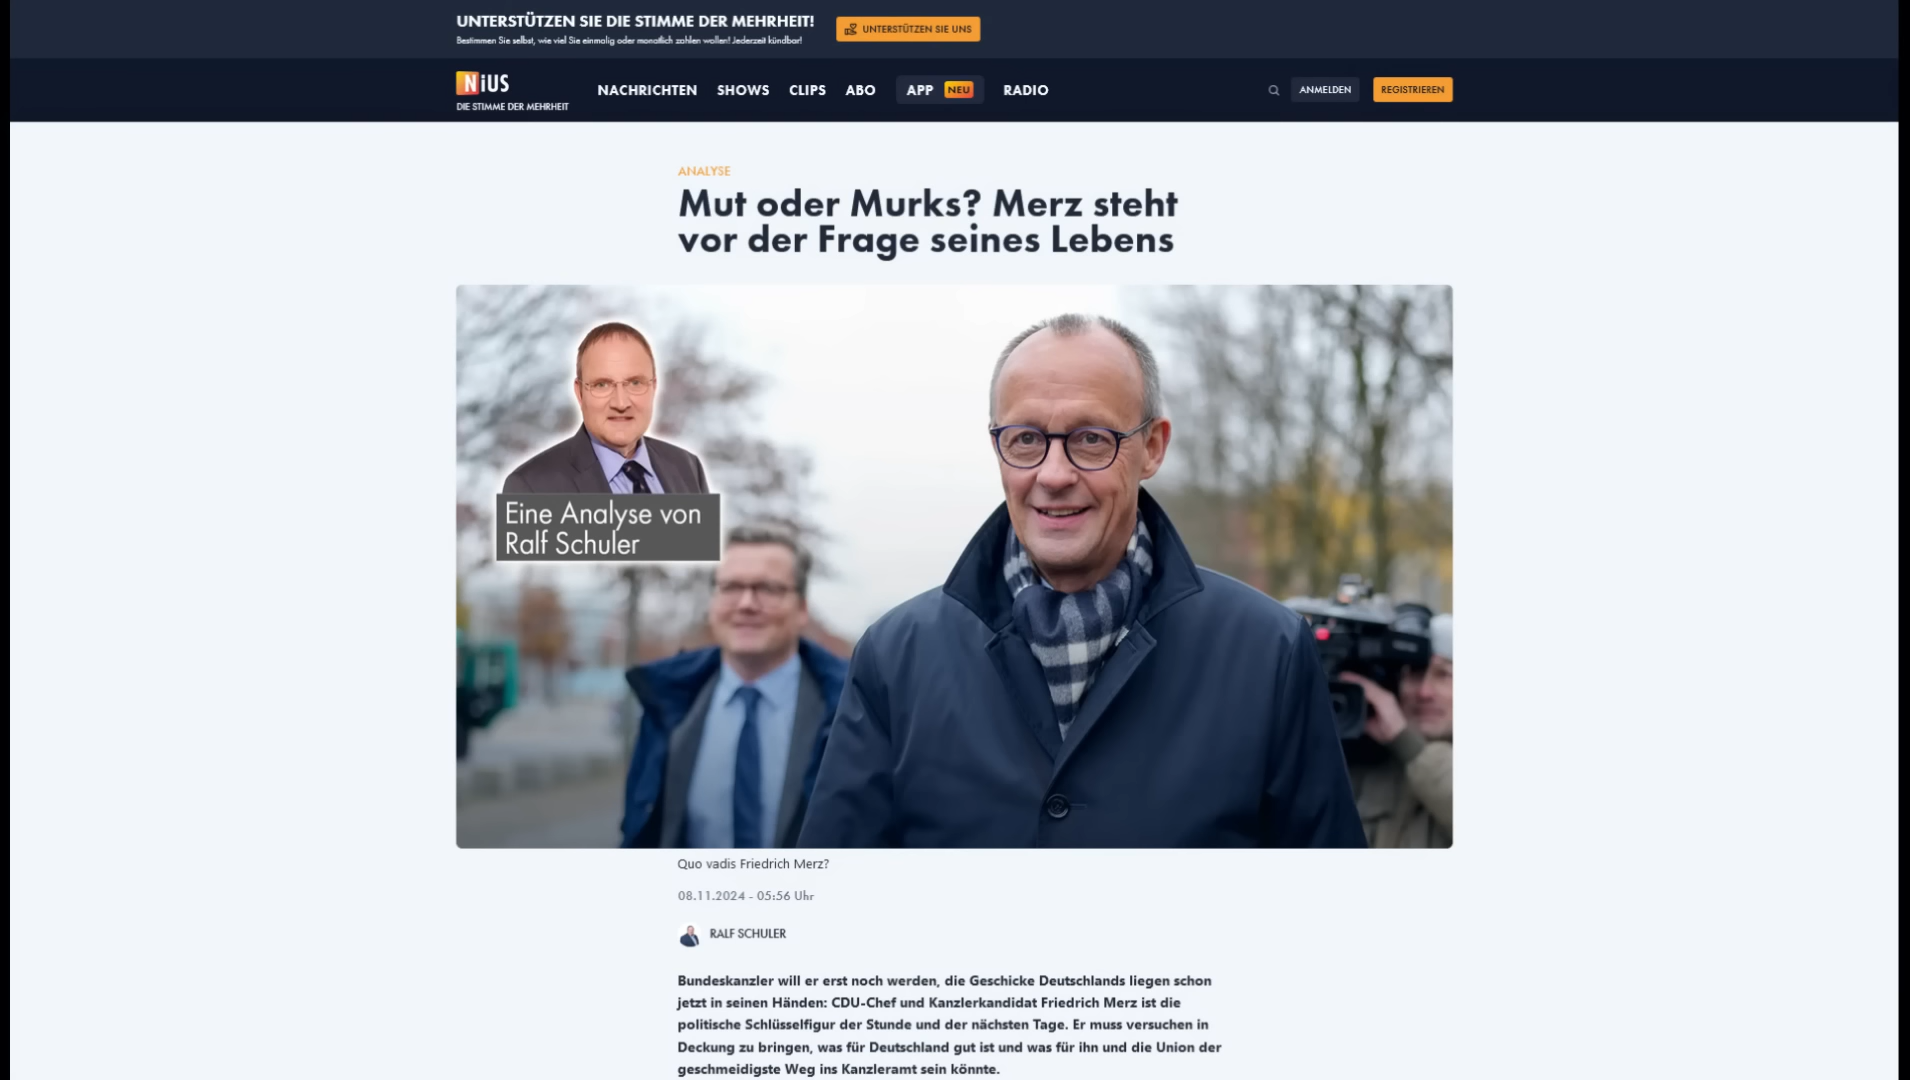 UNTERSTÜTZEN SIE DIE STIMME DER MEHRHEIT!
Bestimmen Sie selbst, wie viel Sie einmalig oder monatlich zahlen wollen! Jederzeit kündbar!
UNTERSTÜTZEN SIE UNS
NiUS
DIE STIMME DER MEHRHEIT
NACHRICHTEN SHOWS CLIPS ABO APP NEU RADIO
ANMELDEN REGISTRIEREN
ANALYSE
Mut oder Murks? Merz steht
vor der Frage seines Lebens
Eine Analyse von
Ralf Schuler
Quo vadis Friedrich Merz?
08.11.2024 - 05:56 Uhr
RALF SCHULER
Bundeskanzler will er erst noch werden, die Geschicke Deutschlands liegen schon
jetzt in seinen Händen: CDU-Chef und Kanzlerkandidat Friedrich Merz ist die
politische Schlüsselfigur der Stunde und der nächsten Tage. Er muss versuchen in
Deckung zu bringen, was für Deutschland gut ist und was für ihn und die Union der
geschmeidigste Weg ins Kanzleramt sein könnte.